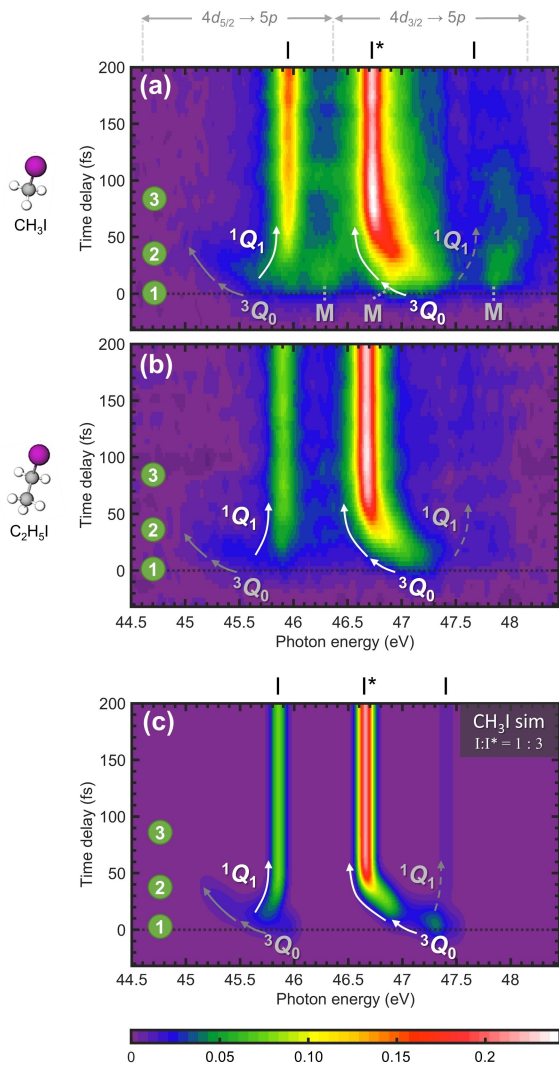 4d5/2 → 5p 4d3/2 → 5p
I I* I
(a)
200
150
100
50
0
Time delay (fs)
CH3I
3
2
1
1Q1
3Q0
M
M
1Q1
3Q0
1Q1
M
(b)
200
150
100
50
0
Time delay (fs)
C2H5I
3
2
1
1Q1
3Q0
3Q0
1Q1
44.5 45 45.5 46 46.5 47 47.5 48
Photon energy (eV)
I I* I
(c)
CH3I sim
I:I* = 1 : 3
200
150
100
50
0
Time delay (fs)
3
2
1
1Q1
3Q0
3Q0
1Q1
44.5 45 45.5 46 46.5 47 47.5 48
Photon energy (eV)
0 0.05 0.10 0.15 0.2